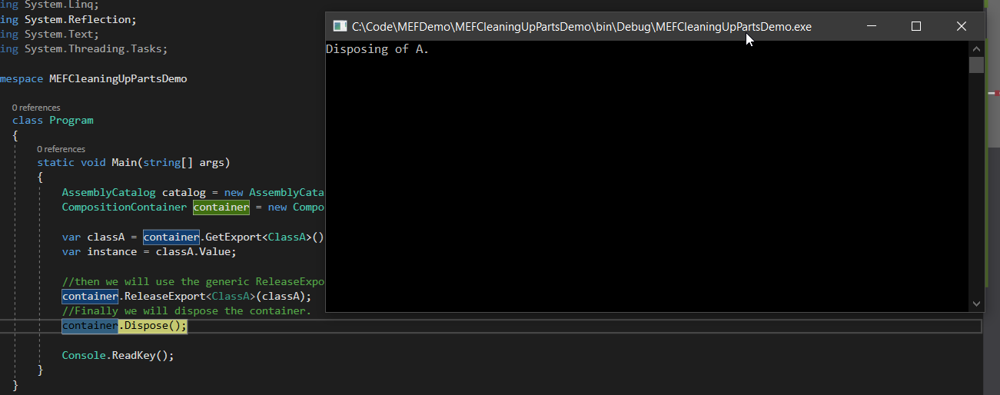 ing System.Linq;
ing System.Reflection;
ing System.Text;
ing System.Threading.Tasks;
mespace MEFCleaningUpPartsDemo
0 references
class Program
{
0 references
static void Main(string[] args)
{
AssemblyCatalog catalog = new AssemblyCata
CompositionContainer container = new Compo
var classA = container.GetExport<ClassA>()
var instance = classA.Value;
//then we will use the generic ReleaseExpo
container.ReleaseExport<ClassA>(classA);
//Finally we will dispose the container.
container.Dispose();
Console.ReadKey();
}
}
C:\Code\MEFDemo\MEFCleaningUpPartsDemo\bin\Debug\MEFCleaningUpPartsDemo.exe
Disposing of A.